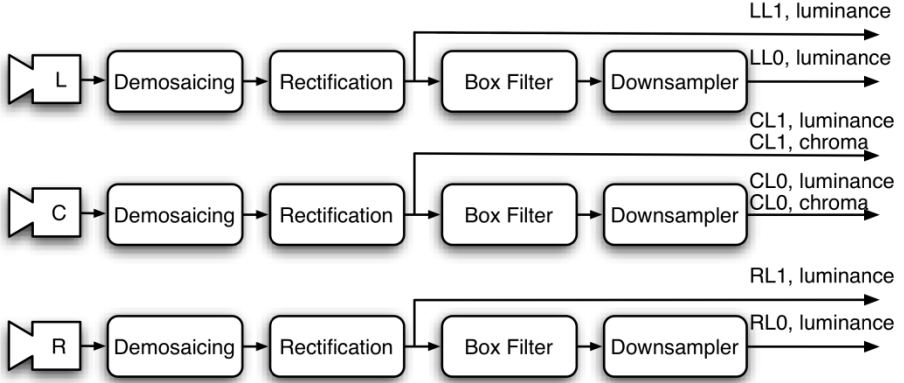 LL1, luminance
L
Demosaicing
Rectification
Box Filter
Downsampler
LL0, luminance
CL1, luminance
CL1, chroma
C
Demosaicing
Rectification
Box Filter
Downsampler
CL0, luminance
CL0, chroma
RL1, luminance
R
Demosaicing
Rectification
Box Filter
Downsampler
RL0, luminance